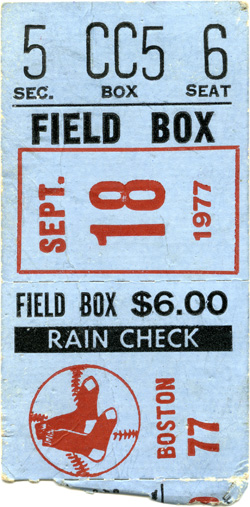 5 CC5 6
SEC. BOX SEAT
FIELD BOX
SEPT. 18 1977
FIELD BOX $6.00
RAIN CHECK
BOSTON 77